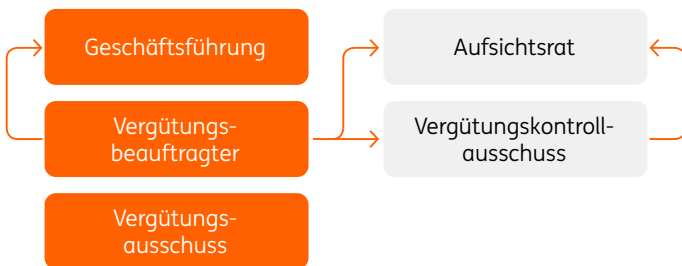 Geschäftsführung
Aufsichtsrat
Vergütungs-
beauftragter
Vergütungskontroll-
ausschuss
Vergütungs-
ausschuss